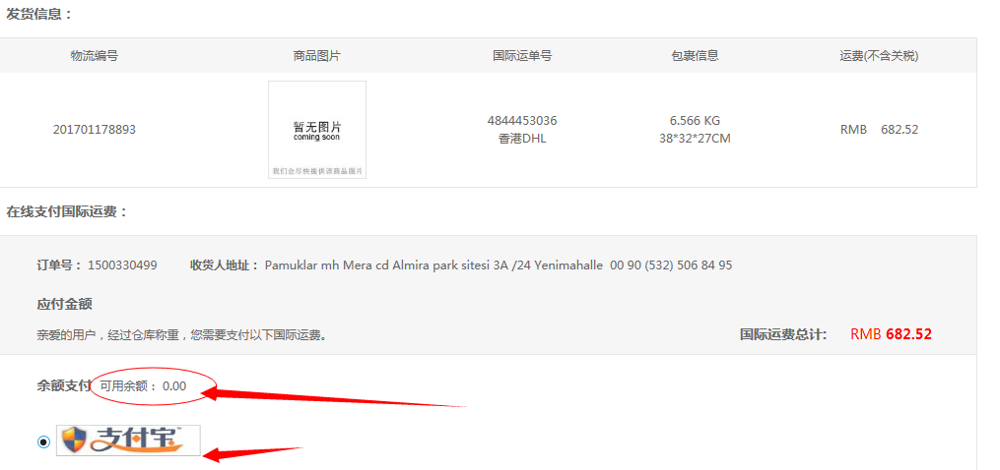 发货信息：
物流编号 商品图片 国际运单号 包裹信息 运费(不含关税)
201701178893
暂无图片
coming soon
我们会尽快提供该商品图片
4844453036
香港DHL
6.566 KG
38*32*27CM
RMB 682.52
在线支付国际运费：
订单号： 1500330499 收货人地址： Pamuklar mh Mera cd Almira park sitesi 3A /24 Yenimahalle 00 90 (532) 506 84 95
应付金额
亲爱的用户，经过仓库称重，您需要支付以下国际运费。 国际运费总计: RMB 682.52
余额支付 可用余额： 0.00
支付宝™